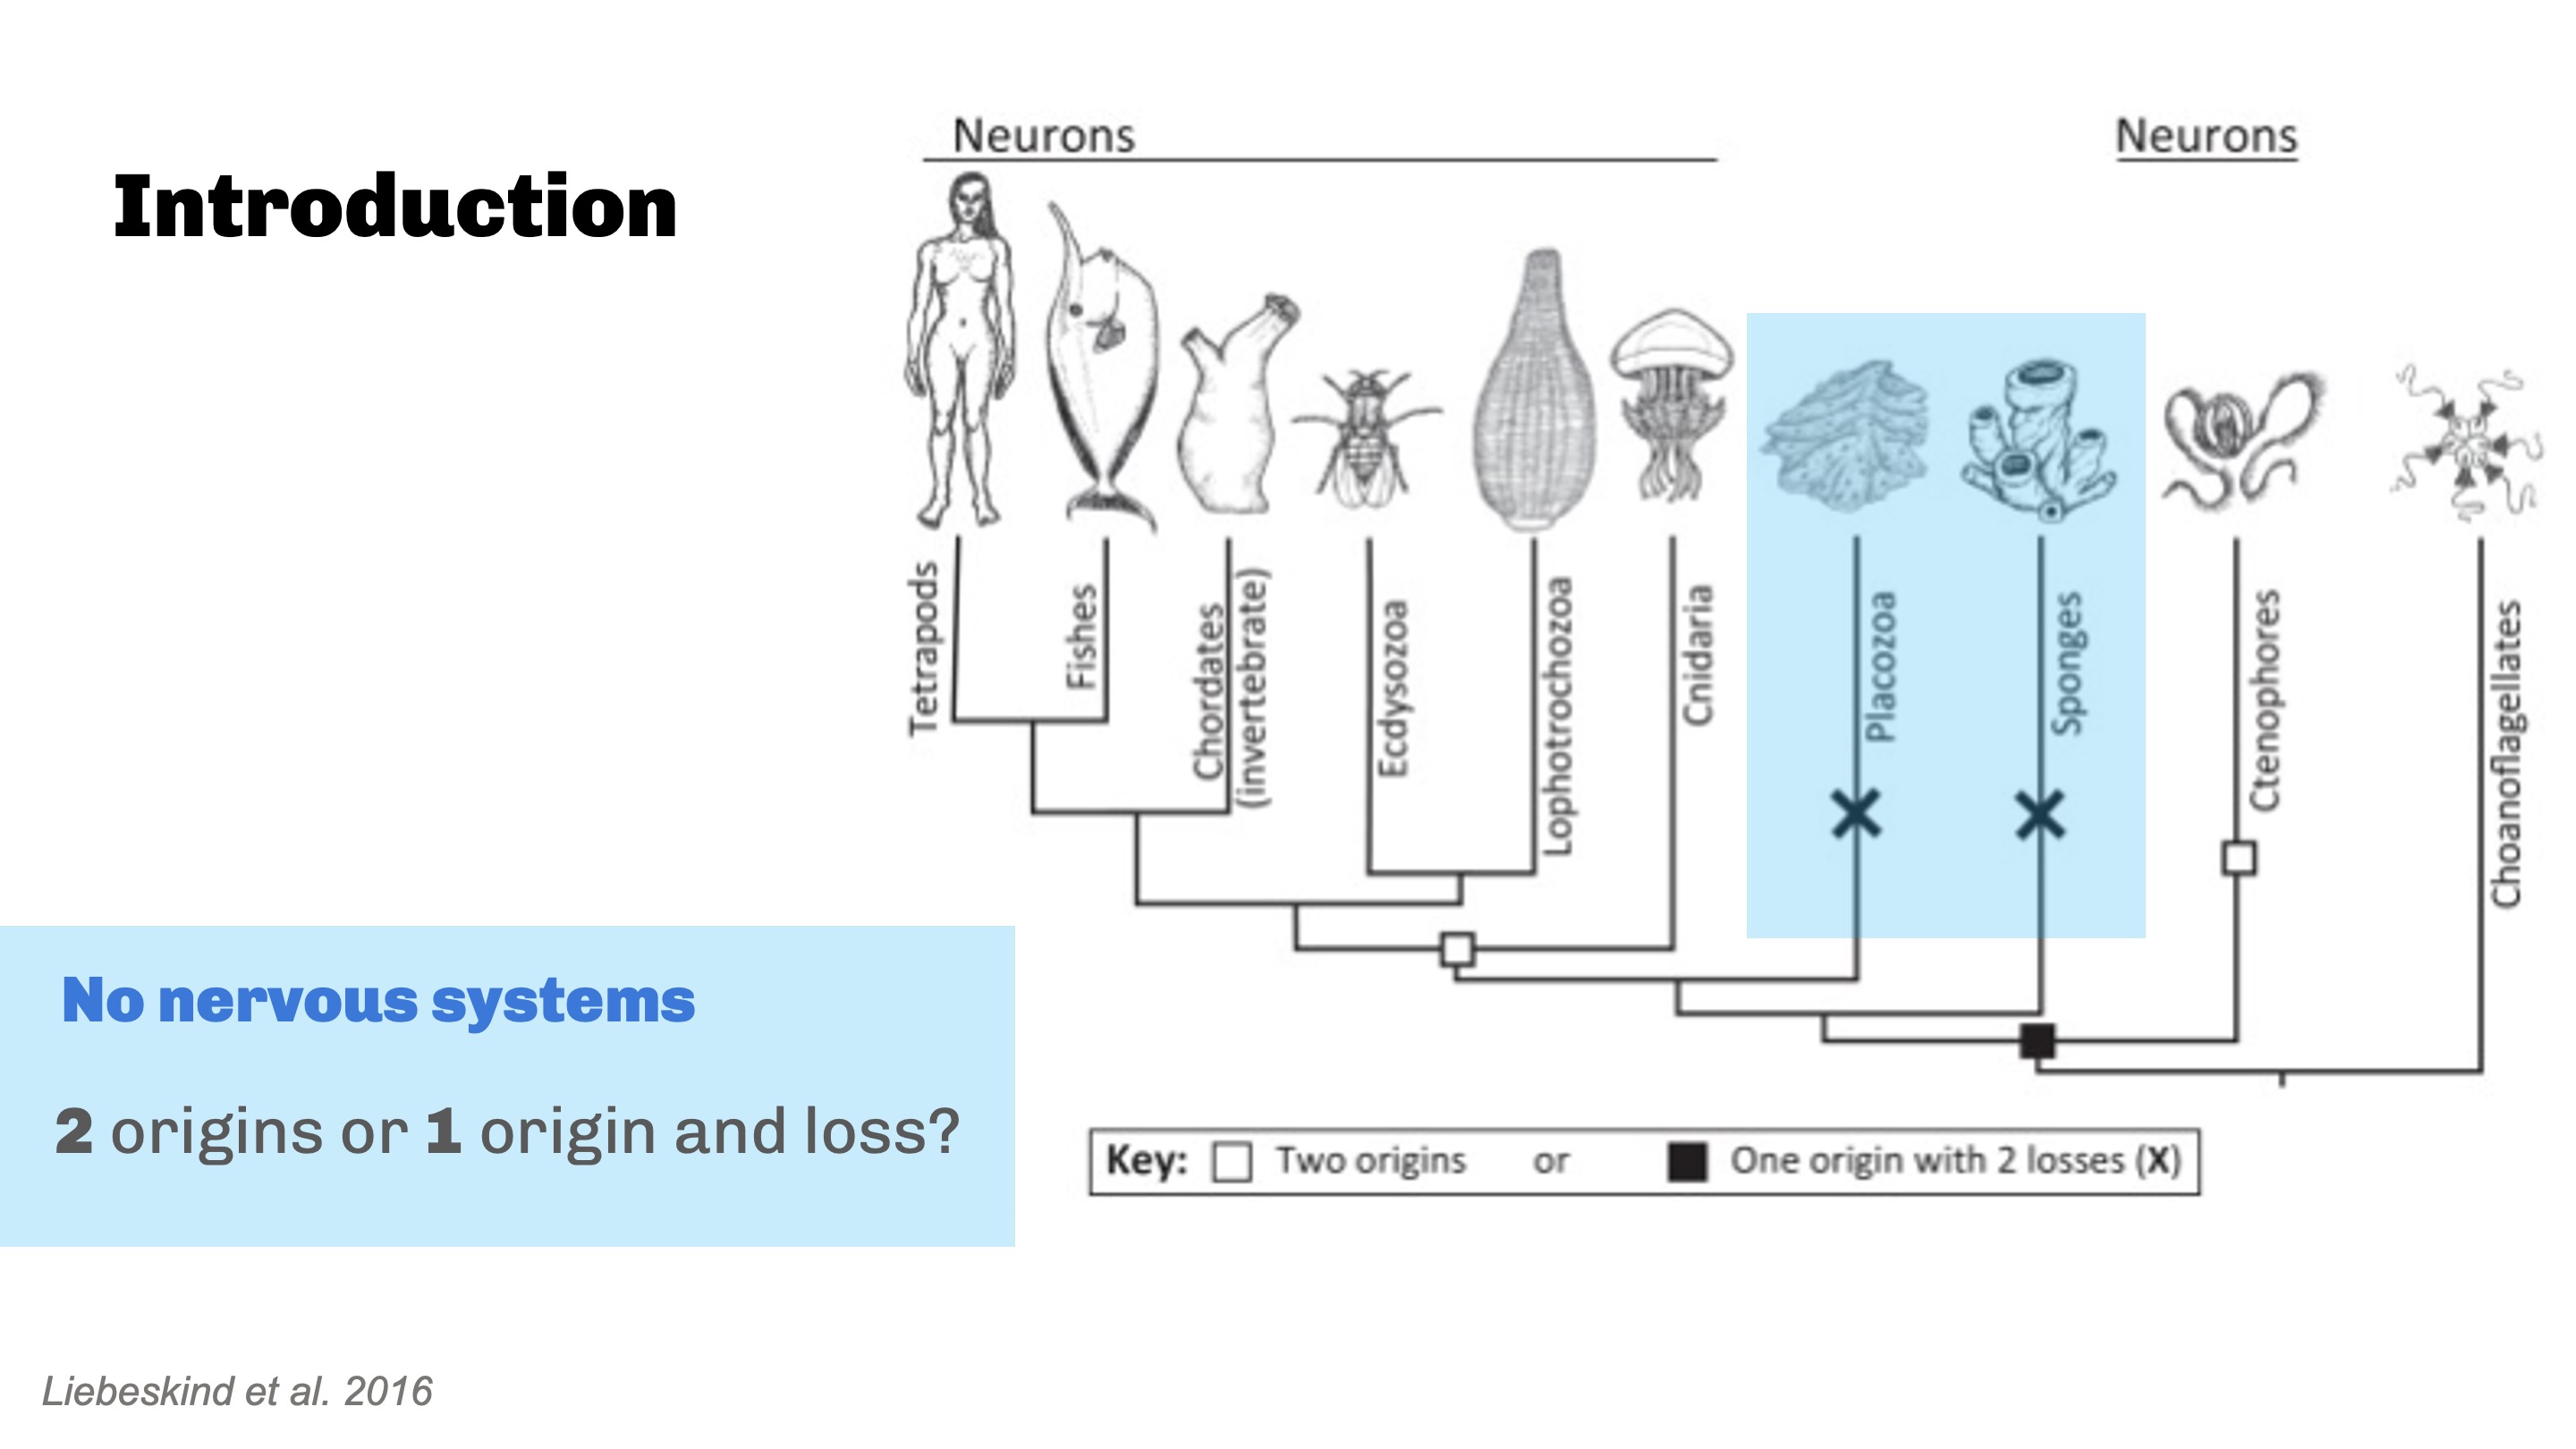 Introduction
Neurons
Neurons
Tetrapods
Fishes
Chordates
(invertebrate)
Ecdysozoa
Lophotrochozoa
Cnidaria
Placozoa
Sponges
Ctenophores
Choanoflagellates
No nervous systems
2 origins or 1 origin and loss?
Key: Two origins or One origin with 2 losses (X)
Liebeskind et al. 2016